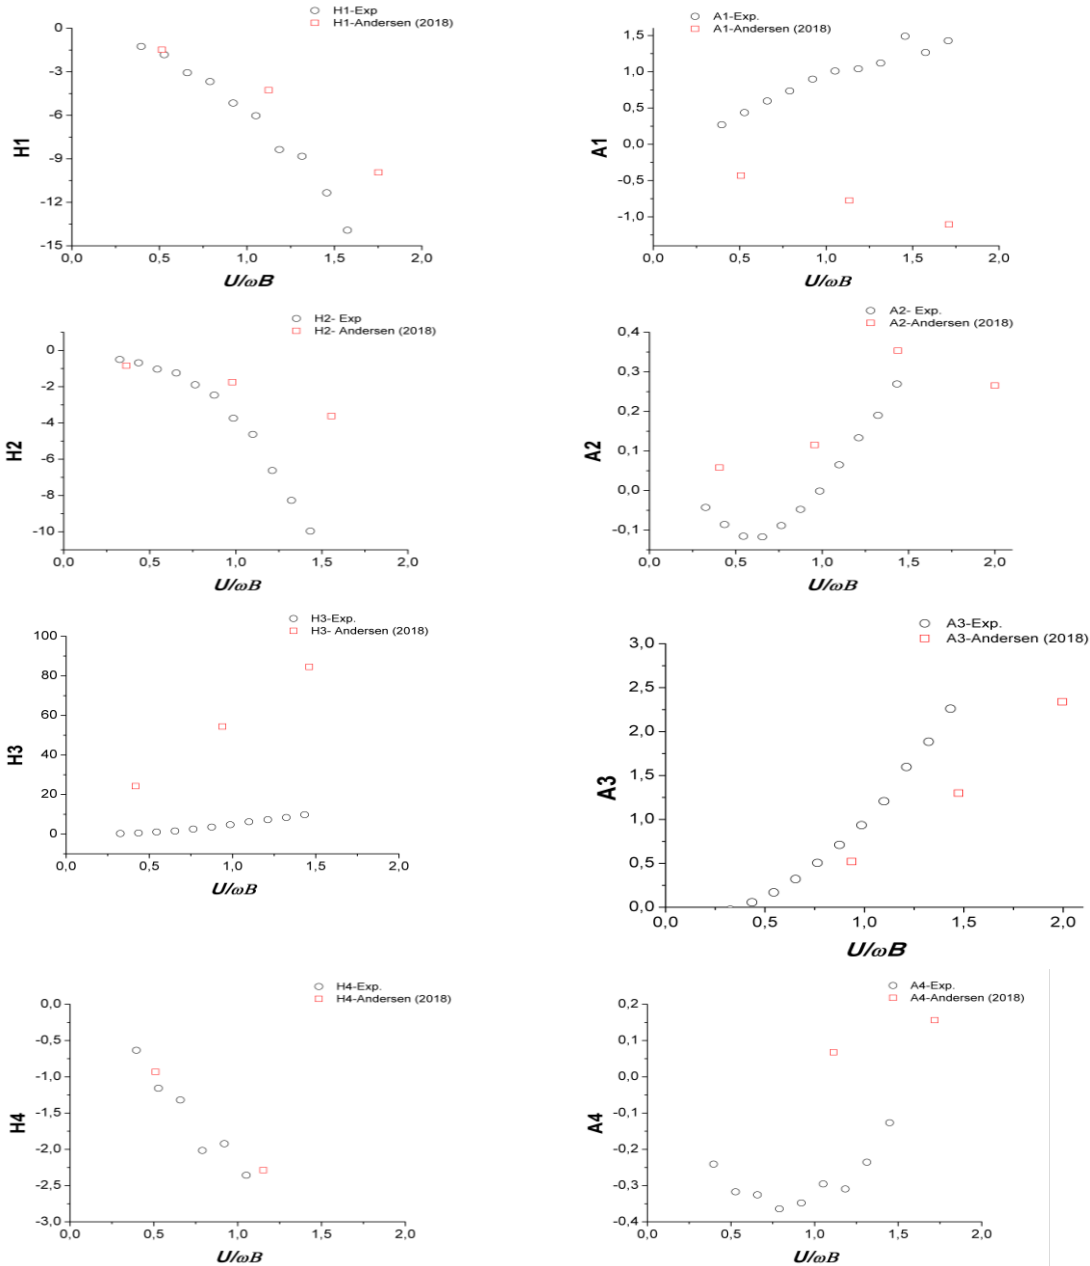 H1-Exp
H1-Andersen (2018)
0
-3
-6
-9
-12
-15
H1
0,0
0,5
1,0
1,5
2,0
U/ωB
A1-Exp.
A1-Andersen (2018)
1,5
1,0
0,5
0,0
-0,5
-1,0
A1
0,0
0,5
1,0
1,5
2,0
U/ωB
H2- Exp
H2- Andersen (2018)
0
-2
-4
-6
-8
-10
H2
0,0
0,5
1,0
1,5
2,0
U/ωB
A2- Exp.
A2-Andersen (2018)
0,4
0,3
0,2
0,1
0,0
-0,1
A2
0,0
0,5
1,0
1,5
2,0
U/ωB
H3-Exp.
H3- Andersen (2018)
100
80
60
40
20
0
H3
0,0
0,5
1,0
1,5
2,0
U/ωB
A3-Exp.
A3-Andersen (2018)
3,0
2,5
2,0
1,5
1,0
0,5
0,0
A3
0,0
0,5
1,0
1,5
2,0
U/ωB
H4-Exp.
H4-Andersen (2018)
0,0
-0,5
-1,0
-1,5
-2,0
-2,5
-3,0
H4
0,0
0,5
1,0
1,5
2,0
U/ωB
A4-Exp.
A4-Andersen (2018)
0,2
0,1
0,0
-0,1
-0,2
-0,3
-0,4
A4
0,0
0,5
1,0
1,5
2,0
U/ωB